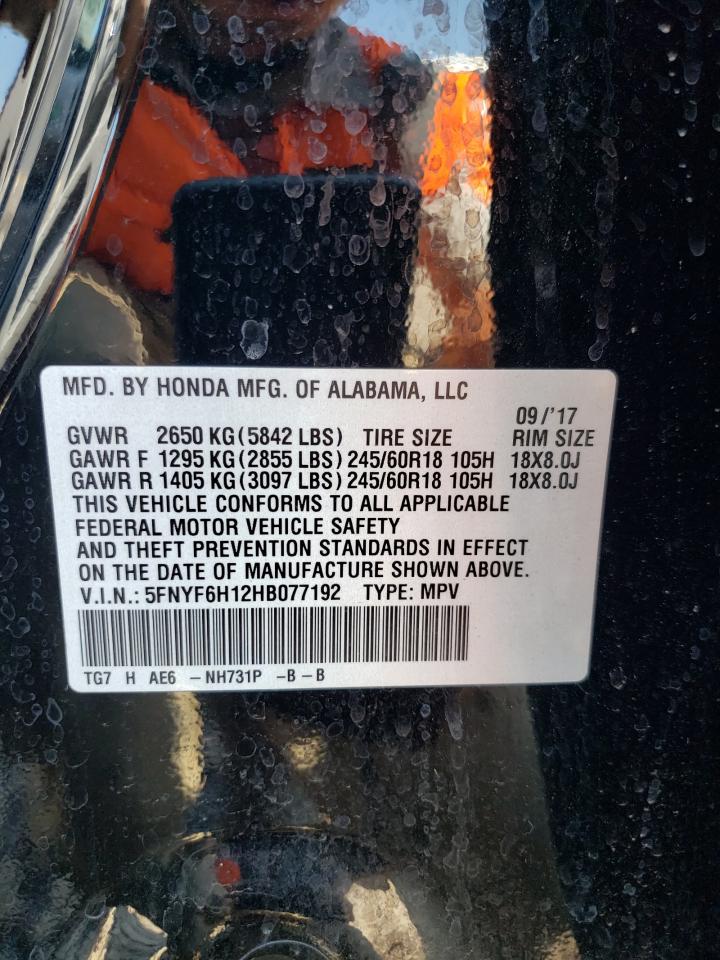 MFD. BY HONDA MFG. OF ALABAMA, LLC
09/'17
GVWR 2650 KG (5842 LBS) TIRE SIZE RIM SIZE
GAWR F 1295 KG (2855 LBS) 245/60R18 105H 18X8.0J
GAWR R 1405 KG (3097 LBS) 245/60R18 105H 18X8.0J
THIS VEHICLE CONFORMS TO ALL APPLICABLE
FEDERAL MOTOR VEHICLE SAFETY
AND THEFT PREVENTION STANDARDS IN EFFECT
ON THE DATE OF MANUFACTURE SHOWN ABOVE.
V.I.N.: 5FNYF6H12HB077192 TYPE: MPV
TG7 H AE6 -NH731P -B-B